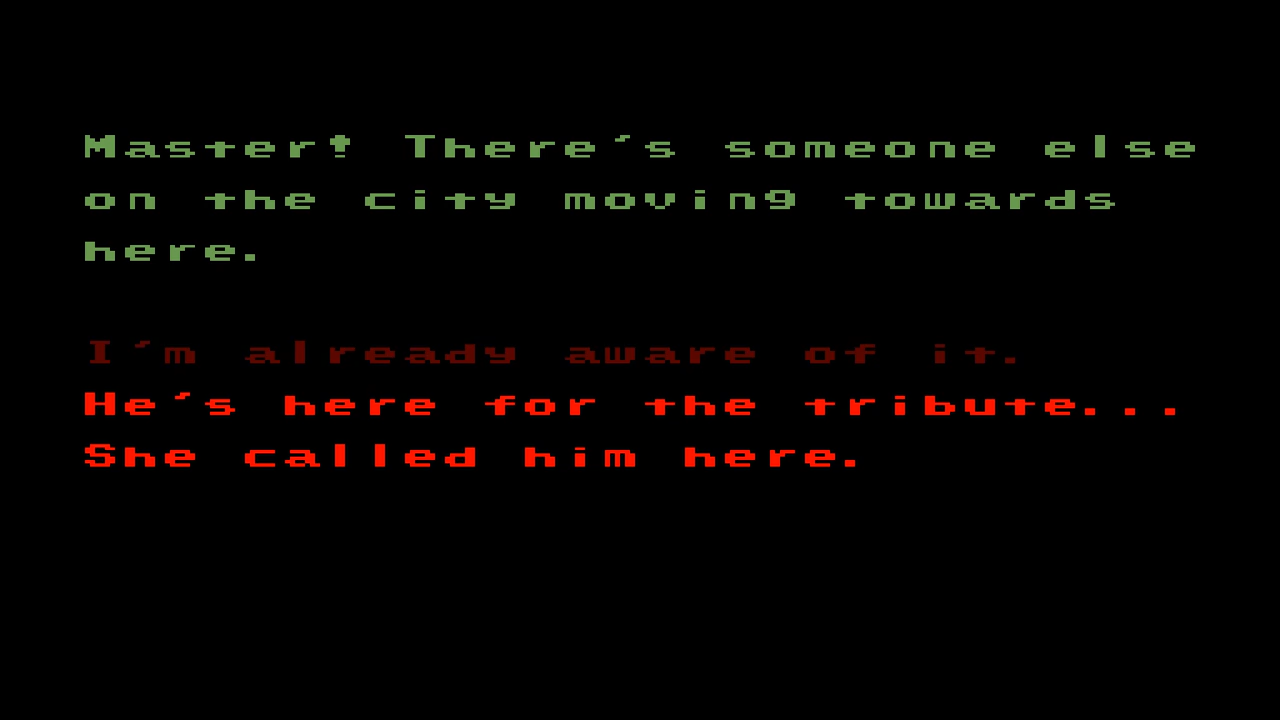 Master! There's someone else
on the city moving towards
here.
I'm already aware of it.
He's here for the tribute...
She called him here.